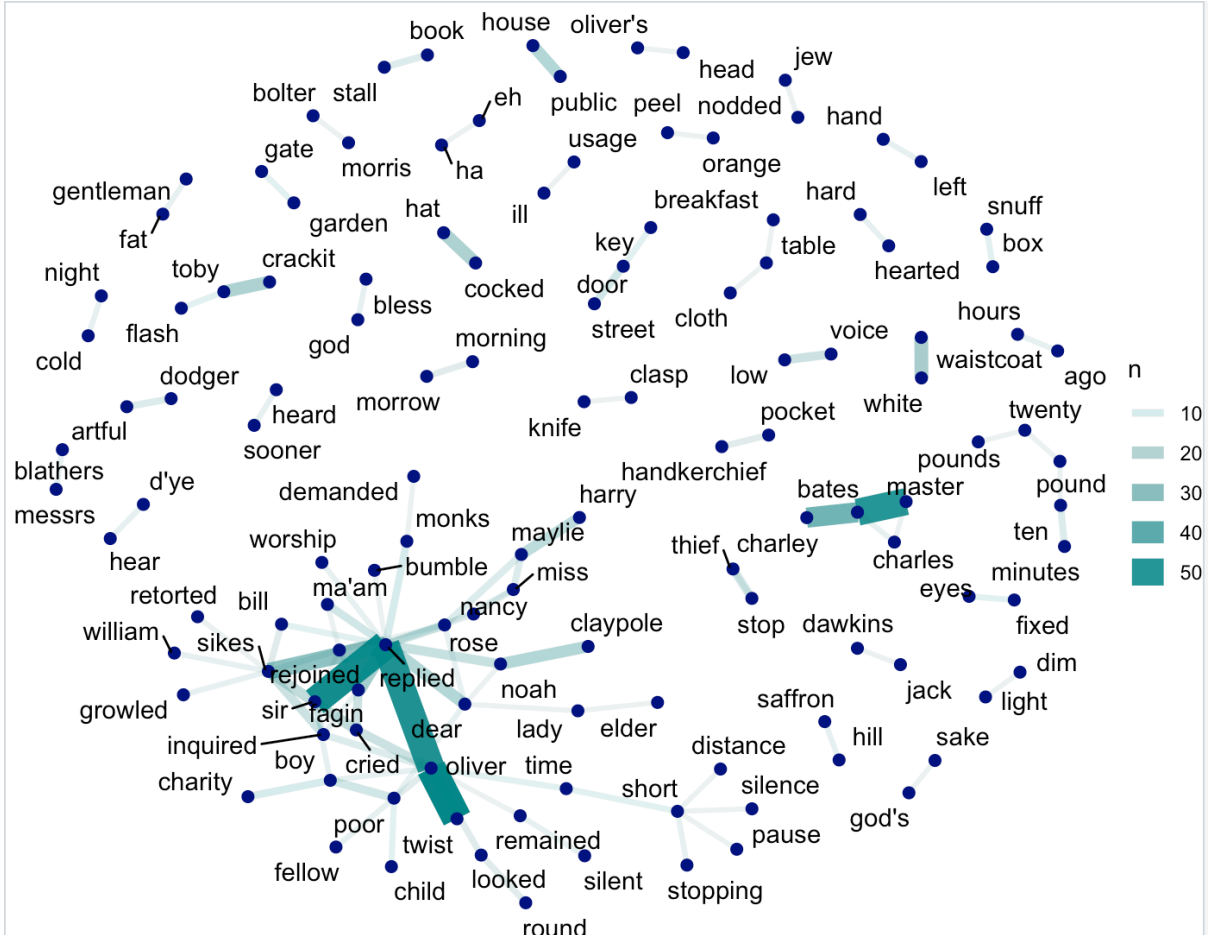 book
house
oliver's
head
jew
bolter
stall
eh
public
peel
nodded
hand
gate
morris
ha
usage
orange
left
gentleman
fat
garden
hat
ill
breakfast
hard
snuff
night
toby
crackit
cocked
key
door
table
hearted
box
cold
flash
bless
god
street
cloth
hours
morning
voice
low
waistcoat
ago
n
dodger
artful
heard
morrow
clasp
knife
white
twenty
10
blathers
messrs
d'ye
sooner
pocket
handkerchief
pounds
20
hear
demanded
monks
harry
bates
master
pound
30
worship
bumble
maylie
thief
charley
charles
ten
40
retorted
bill
ma'am
miss
nancy
eyes
minutes
50
william
sikes
rose
claypole
stop
dawkins
fixed
growled
rejoined
replied
noah
jack
dim
light
sir
fagin
dear
lady
elder
saffron
inquired
boy
cried
oliver
time
distance
hill
sake
charity
short
silence
poor
twist
remained
pause
god's
fellow
child
looked
silent
stopping
round